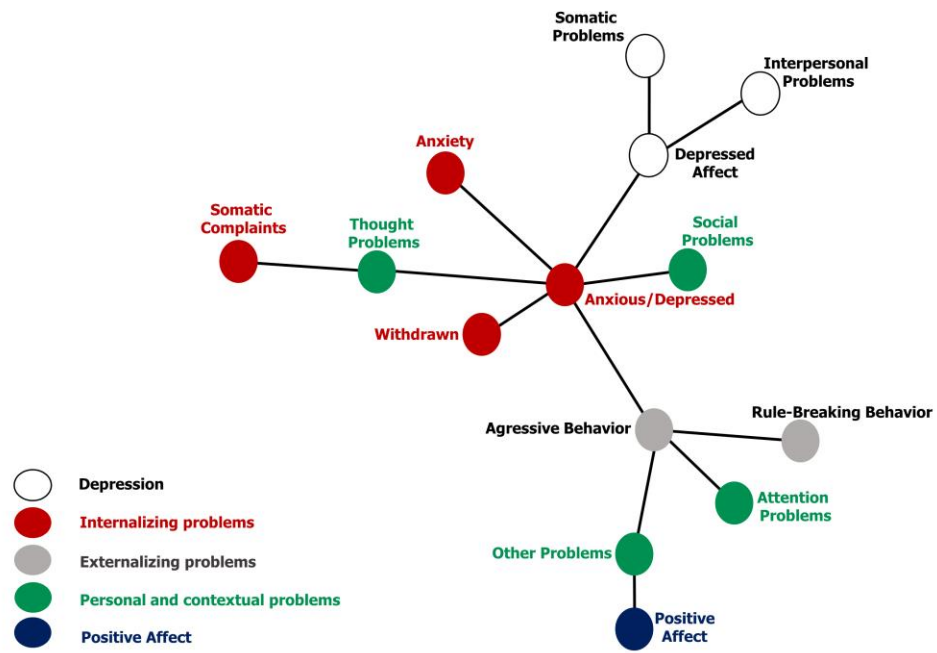 Somatic
Problems
Interpersonal
Problems
Anxiety
Depressed
Affect
Somatic
Complaints
Thought
Problems
Social
Problems
Anxious/Depressed
Withdrawn
Agressive Behavior
Rule-Breaking Behavior
Attention
Problems
Other Problems
Positive
Affect
Depression
Internalizing problems
Externalizing problems
Personal and contextual problems
Positive Affect